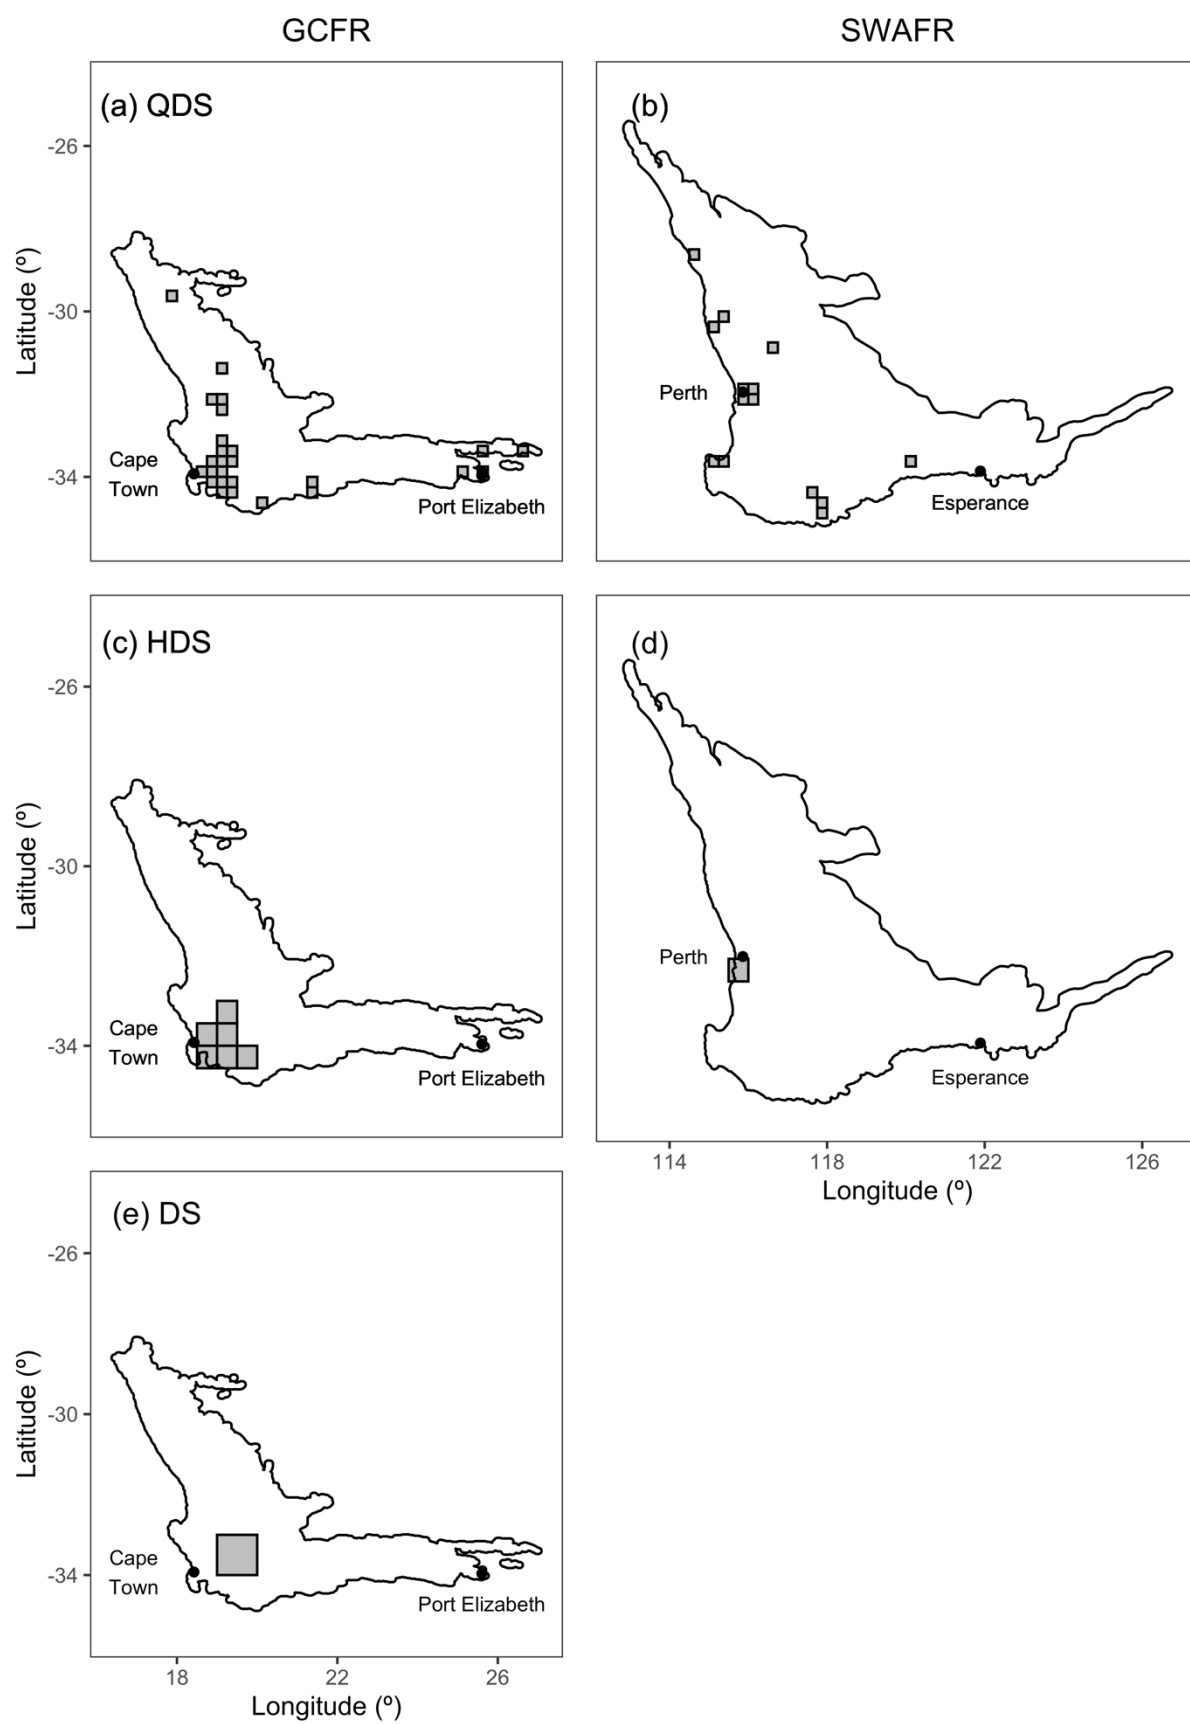 GCFR
SWAFR
(a) QDS
(b)
-26
-30
-34
Latitude (º)
Cape
Town
Port Elizabeth
Perth
Esperance
(c) HDS
(d)
-26
-30
-34
Latitude (º)
Cape
Town
Port Elizabeth
Perth
Esperance
114 118 122 126
Longitude (º)
(e) DS
-26
-30
-34
Latitude (º)
Cape
Town
Port Elizabeth
18 22 26
Longitude (º)